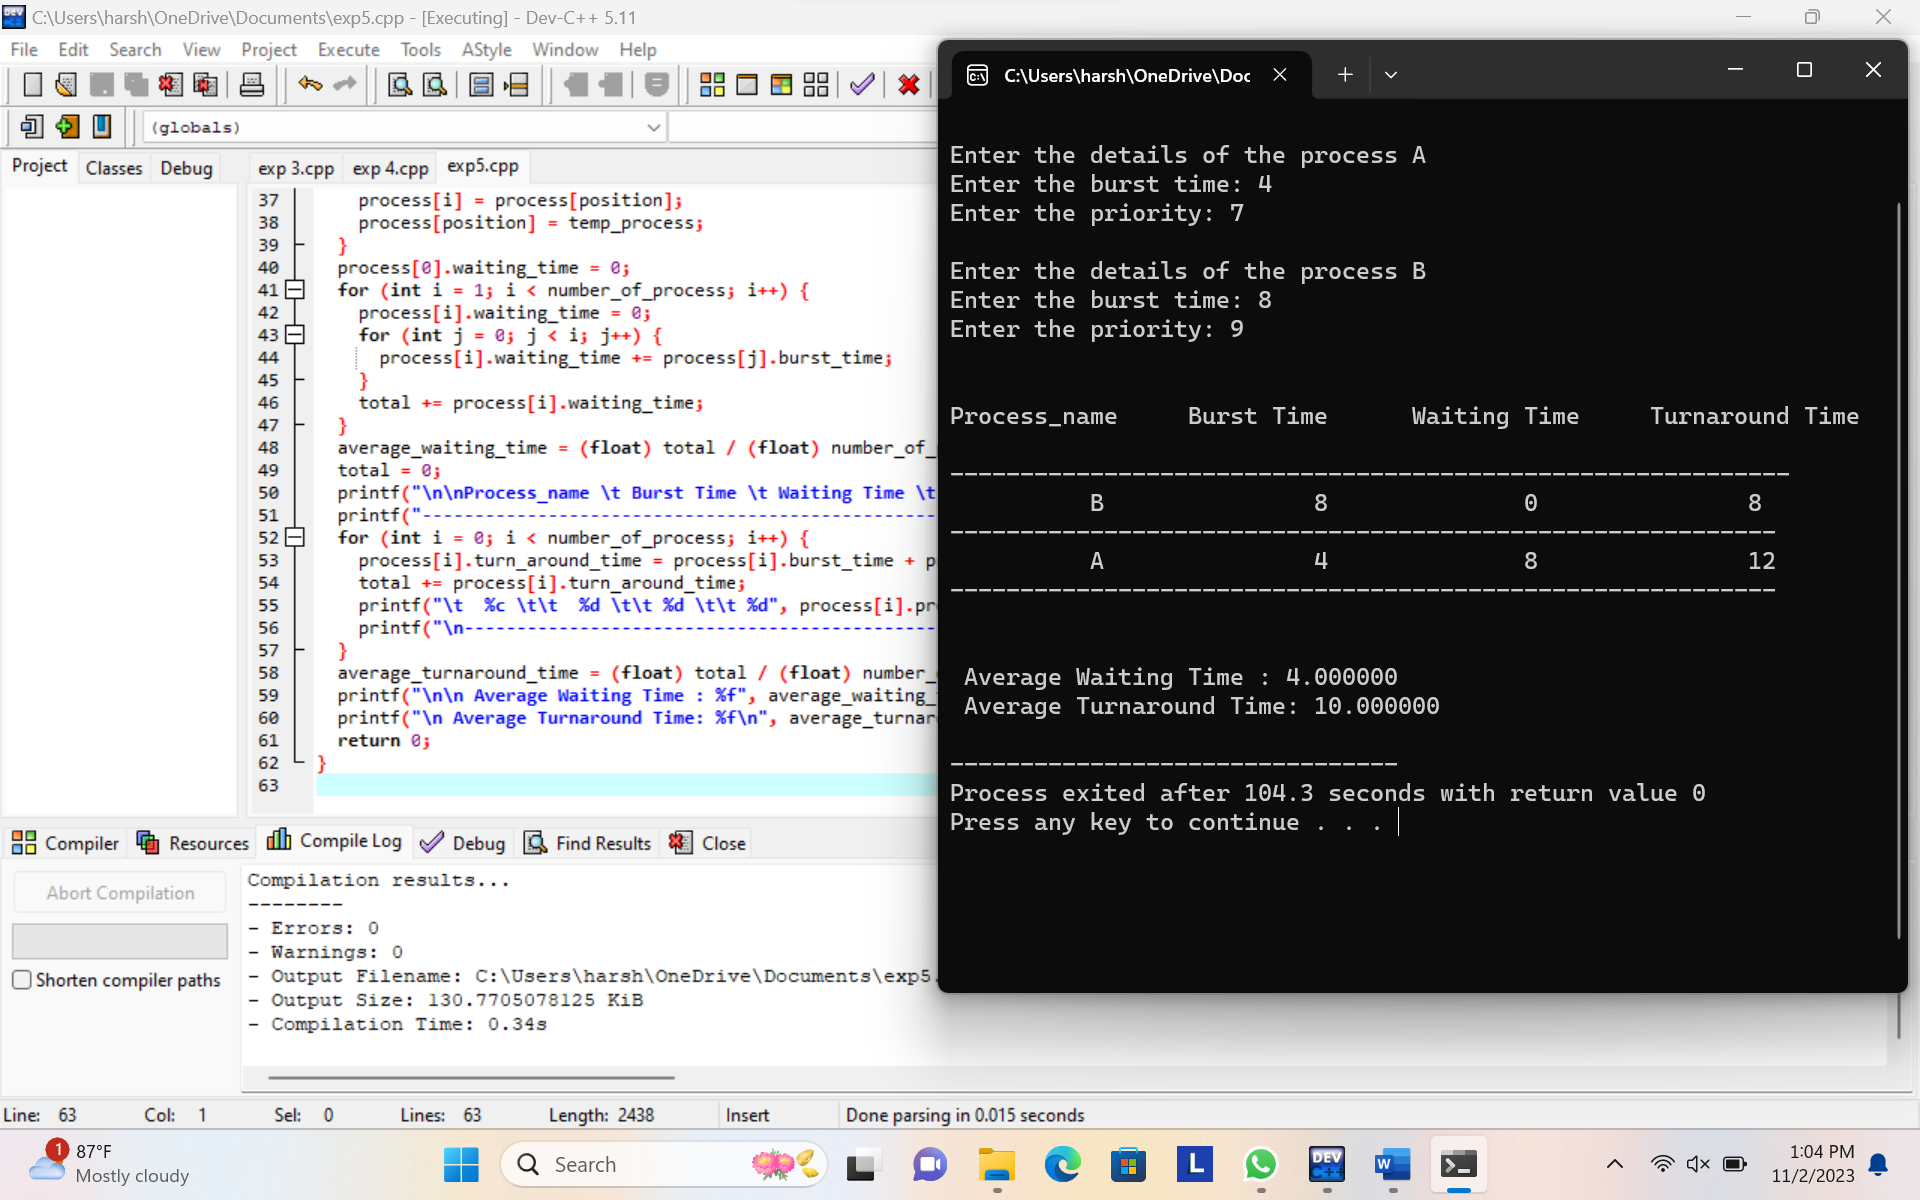 C:\Users\harsh\OneDrive\Documents\exp5.cpp - [Executing] - Dev-C++ 5.11
File Edit Search View Project Execute Tools AStyle Window Help
(globals)
Project Classes Debug
exp 3.cpp exp 4.cpp exp5.cpp
37 process[i] = process[position];
38 process[position] = temp_process;
39 }
40 process[0].waiting_time = 0;
41 for (int i = 1; i < number_of_process; i++) {
42 process[i].waiting_time = 0;
43 for (int j = 0; j < i; j++) {
44 process[i].waiting_time += process[j].burst_time;
45 }
46 total += process[i].waiting_time;
47 }
48 average_waiting_time = (float) total / (float) number_of_
49 total = 0;
50 printf("\n\nProcess_name \t Burst Time \t Waiting Time \t
51 printf("-------------------------------------------------
52 for (int i = 0; i < number_of_process; i++) {
53 process[i].turn_around_time = process[i].burst_time + p
54 total += process[i].turn_around_time;
55 printf("\t  %c \t\t  %d \t\t %d \t\t %d", process[i].pr
56 printf("\n---------------------------------------------
57 }
58 average_turnaround_time = (float) total / (float) number_
59 printf("\n\n Average Waiting Time : %f", average_waiting_
60 printf("\n Average Turnaround Time: %f\n", average_turnar
61 return 0;
62 }
63
C:\Users\harsh\OneDrive\Doc
Enter the details of the process A
Enter the burst time: 4
Enter the priority: 7
Enter the details of the process B
Enter the burst time: 8
Enter the priority: 9
Process_name Burst Time Waiting Time Turnaround Time
------------------------------------------------------------
B 8 0 8
-----------------------------------------------------------
A 4 8 12
-----------------------------------------------------------
Average Waiting Time : 4.000000
Average Turnaround Time: 10.000000
--------------------------------
Process exited after 104.3 seconds with return value 0
Press any key to continue . . .
Compiler Resources Compile Log Debug Find Results Close
Abort Compilation
Shorten compiler paths
Compilation results...
--------
- Errors: 0
- Warnings: 0
- Output Filename: C:\Users\harsh\OneDrive\Documents\exp5.
- Output Size: 130.7705078125 KiB
- Compilation Time: 0.34s
Line: 63 Col: 1 Sel: 0 Lines: 63 Length: 2438 Insert Done parsing in 0.015 seconds
1
87°F
Mostly cloudy
Search
L
DEV C++
W
1:04 PM
11/2/2023